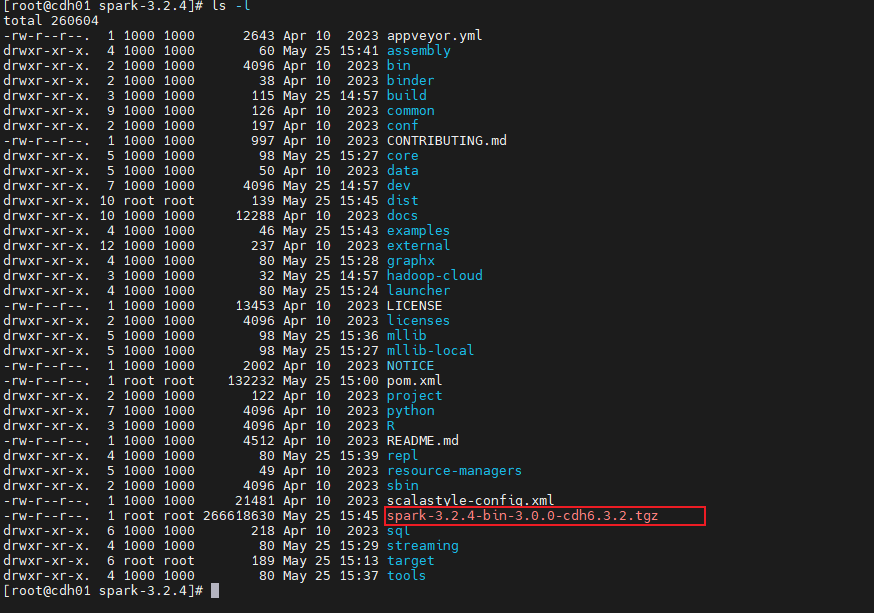 [root@cdh01 spark-3.2.4]# ls -l
total 260604
-rw-r--r--.  1 1000 1000      2643 Apr 10  2023 appveyor.yml
drwxr-xr-x.  4 1000 1000        60 May 25 15:41 assembly
drwxr-xr-x.  2 1000 1000      4096 Apr 10  2023 bin
drwxr-xr-x.  2 1000 1000        38 Apr 10  2023 binder
drwxr-xr-x.  3 1000 1000       115 May 25 14:57 build
drwxr-xr-x.  9 1000 1000       126 Apr 10  2023 common
drwxr-xr-x.  2 1000 1000       197 Apr 10  2023 conf
-rw-r--r--.  1 1000 1000       997 Apr 10  2023 CONTRIBUTING.md
drwxr-xr-x.  5 1000 1000        98 May 25 15:27 core
drwxr-xr-x.  5 1000 1000        50 Apr 10  2023 data
drwxr-xr-x.  7 1000 1000      4096 May 25 14:57 dev
drwxr-xr-x. 10 root root       139 May 25 15:45 dist
drwxr-xr-x. 10 1000 1000     12288 Apr 10  2023 docs
drwxr-xr-x.  4 1000 1000        46 May 25 15:43 examples
drwxr-xr-x. 12 1000 1000       237 Apr 10  2023 external
drwxr-xr-x.  4 1000 1000        80 May 25 15:28 graphx
drwxr-xr-x.  3 1000 1000        32 May 25 14:57 hadoop-cloud
drwxr-xr-x.  4 1000 1000        80 May 25 15:24 launcher
-rw-r--r--.  1 1000 1000     13453 Apr 10  2023 LICENSE
drwxr-xr-x.  2 1000 1000      4096 Apr 10  2023 licenses
drwxr-xr-x.  5 1000 1000        98 May 25 15:36 mllib
drwxr-xr-x.  5 1000 1000        98 May 25 15:27 mllib-local
-rw-r--r--.  1 1000 1000      2002 Apr 10  2023 NOTICE
-rw-r--r--.  1 root root    132232 May 25 15:00 pom.xml
drwxr-xr-x.  2 1000 1000       122 Apr 10  2023 project
drwxr-xr-x.  7 1000 1000      4096 Apr 10  2023 python
drwxr-xr-x.  3 1000 1000      4096 Apr 10  2023 R
-rw-r--r--.  1 1000 1000      4512 Apr 10  2023 README.md
drwxr-xr-x.  4 1000 1000        80 May 25 15:39 repl
drwxr-xr-x.  5 1000 1000        49 Apr 10  2023 resource-managers
drwxr-xr-x.  2 1000 1000      4096 Apr 10  2023 sbin
-rw-r--r--.  1 1000 1000     21481 Apr 10  2023 scalastyle-config.xml
-rw-r--r--.  1 root root 266618630 May 25 15:45 spark-3.2.4-bin-3.0.0-cdh6.3.2.tgz
drwxr-xr-x.  6 1000 1000       218 Apr 10  2023 sql
drwxr-xr-x.  4 1000 1000        80 May 25 15:29 streaming
drwxr-xr-x.  6 root root       189 May 25 15:13 target
drwxr-xr-x.  4 1000 1000        80 May 25 15:37 tools
[root@cdh01 spark-3.2.4]#